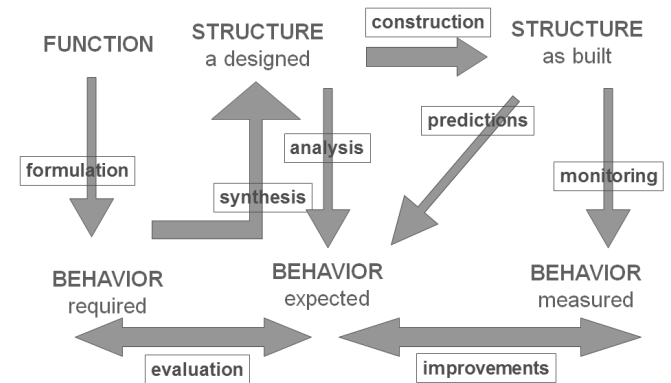 construction
STRUCTURE
a designed
STRUCTURE
as built
FUNCTION
predictions
analysis
formulation
monitoring
synthesis
BEHAVIOR
required
BEHAVIOR
expected
BEHAVIOR
measured
evaluation
improvements